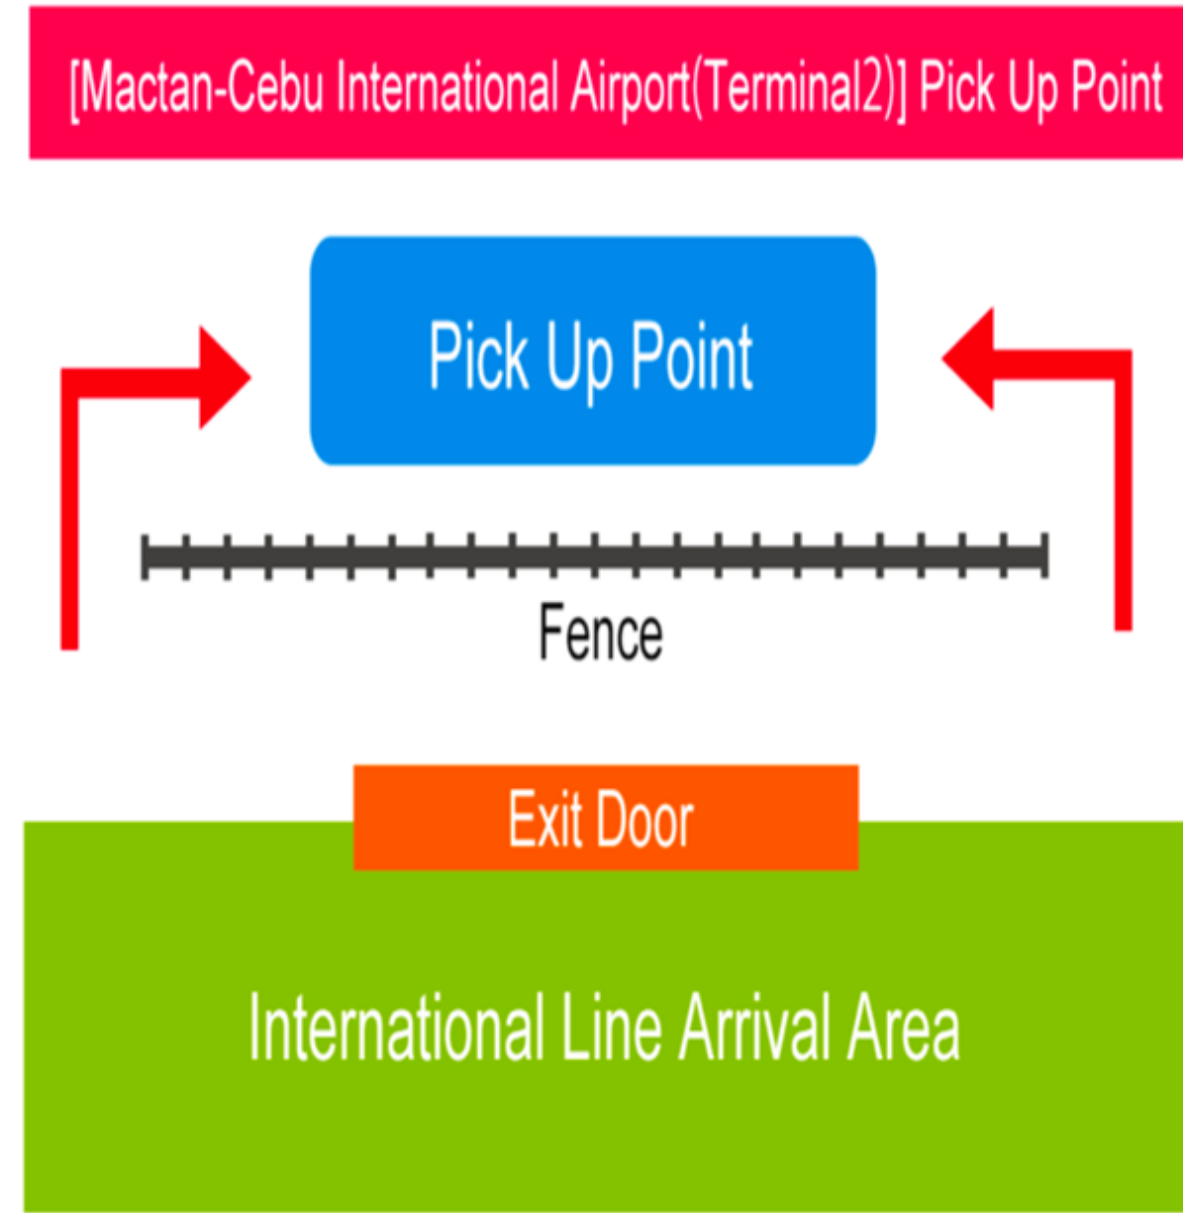 [Mactan-Cebu International Airport(Terminal2)] Pick Up Point
Pick Up Point
Fence
Exit Door
International Line Arrival Area